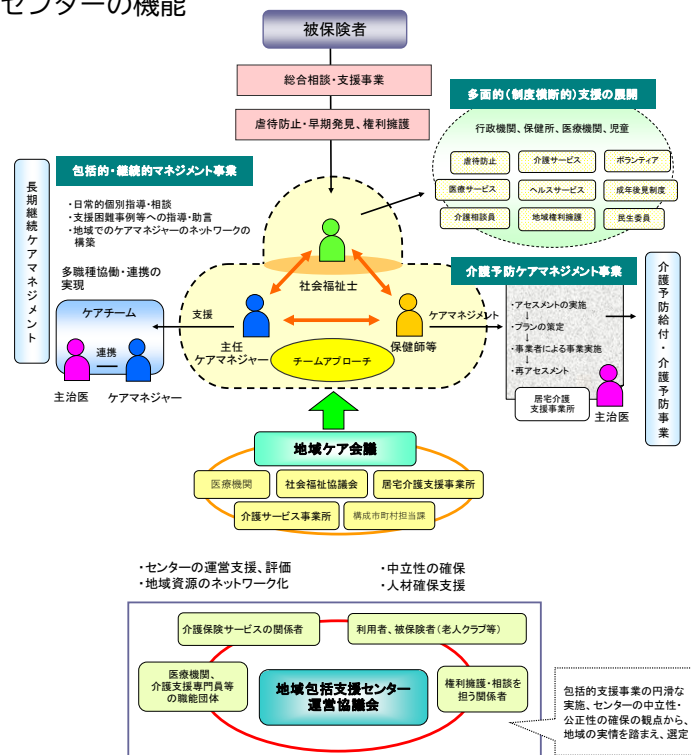 センターの機能
被保険者
総合相談・支援事業
虐待防止・早期発見、権利擁護
多面的(制度横断的)支援の展開
行政機関、保健所、医療機関、児童
虐待防止
介護サービス
ボランティア
医療サービス
ヘルスサービス
成年後見制度
介護相談員
地域権利擁護
民生委員
長期継続ケアマネジメント
包括的・継続的マネジメント事業
・日常的個別指導・相談
・支援困難事例等への指導・助言
・地域でのケアマネジャーのネットワークの
構築
多職種協働・連携の
実現
ケアチーム
連携
主治医
ケアマネジャー
支援
社会福祉士
主任
ケアマネジャー
保健師等
チームアプローチ
ケアマネジメント
介護予防ケアマネジメント事業
・アセスメントの実施
↓
・プランの策定
↓
・事業者による事業実施
↓
・再アセスメント
居宅介護
支援事業所
主治医
介護予防給付・介護予防事業
地域ケア会議
医療機関
社会福祉協議会
居宅介護支援事業所
介護サービス事業所
構成市町村担当課
・センターの運営支援、評価
・地域資源のネットワーク化
・中立性の確保
・人材確保支援
介護保険サービスの関係者
利用者、被保険者(老人クラブ等)
医療機関、
介護支援専門員等
の職能団体
地域包括支援センター
運営協議会
権利擁護・相談を
担う関係者
包括的支援事業の円滑な
実施、センターの中立性・
公正性の確保の観点から、
地域の実情を踏まえ、選定